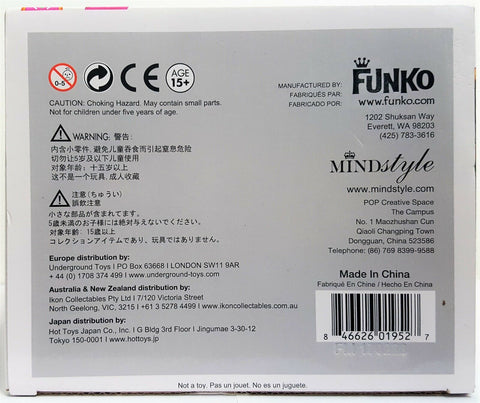 0-5
AGE
15+
CAUTION: Choking Hazard. May contain small parts.
Not for children under five years of age.
WARNING: 警告:
内含小零件, 避免儿童吞食而引起窒息危险
切勿让5岁及以下儿童使用
对象年龄: 十五岁以上
这不是一个玩具, 成人收藏
注意 (ちゅうい)
誤飲注意
小さな部品が含まれています。
5歳未満のお子様には絶対与えないでください。
対象年齢: 15歳以上
コレクションアイテムであり、玩具ではありません。
Europe distribution by:
Underground Toys | PO Box 63668 | LONDON SW11 9AR
+ 44 (0) 1708 374 499 | www.underground-toys.com
Australia & New Zealand distribution by:
Ikon Collectables Pty Ltd | 7/120 Victoria Street
North Geelong, VIC, 3215 | +61 3 5278 4499 | www.ikoncollectables.com.au
Japan distribution by:
Hot Toys Japan Co., Inc. | G Bldg 3rd Floor | Jingumae 3-30-12
Tokyo 150-0001 | www.hottoys.jp
MANUFACTURED BY:
FABRIQUÉS PAR:
FABRICADO POR:
FUNKO
www.funko.com
1202 Shuksan Way
Everett, WA 98203
(425) 783-3616
MINDstyle
www.mindstyle.com
POP Creative Space
The Campus
No. 1 Maozhushan Cun
Qiaoli Changping Town
Dongguan, China 523586
Telephone: (86) 769 8399-9588
Made In China
Fabriqué En Chine / Hecho En China
8 46626 01952 7
Not a toy. Pas un jouet. No es un juguete.